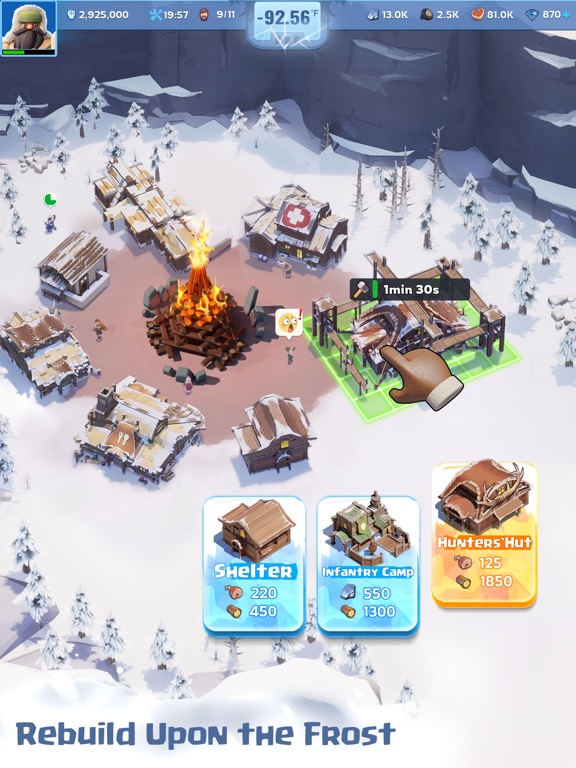 2,925,000 19:57 9/11 -92.56°F 13.0K 2.5K 81.0K 870+
1min 30s
Hunters'Hut
125
1850
Shelter
220
450
Infantry Camp
550
1300
Rebuild Upon the Frost